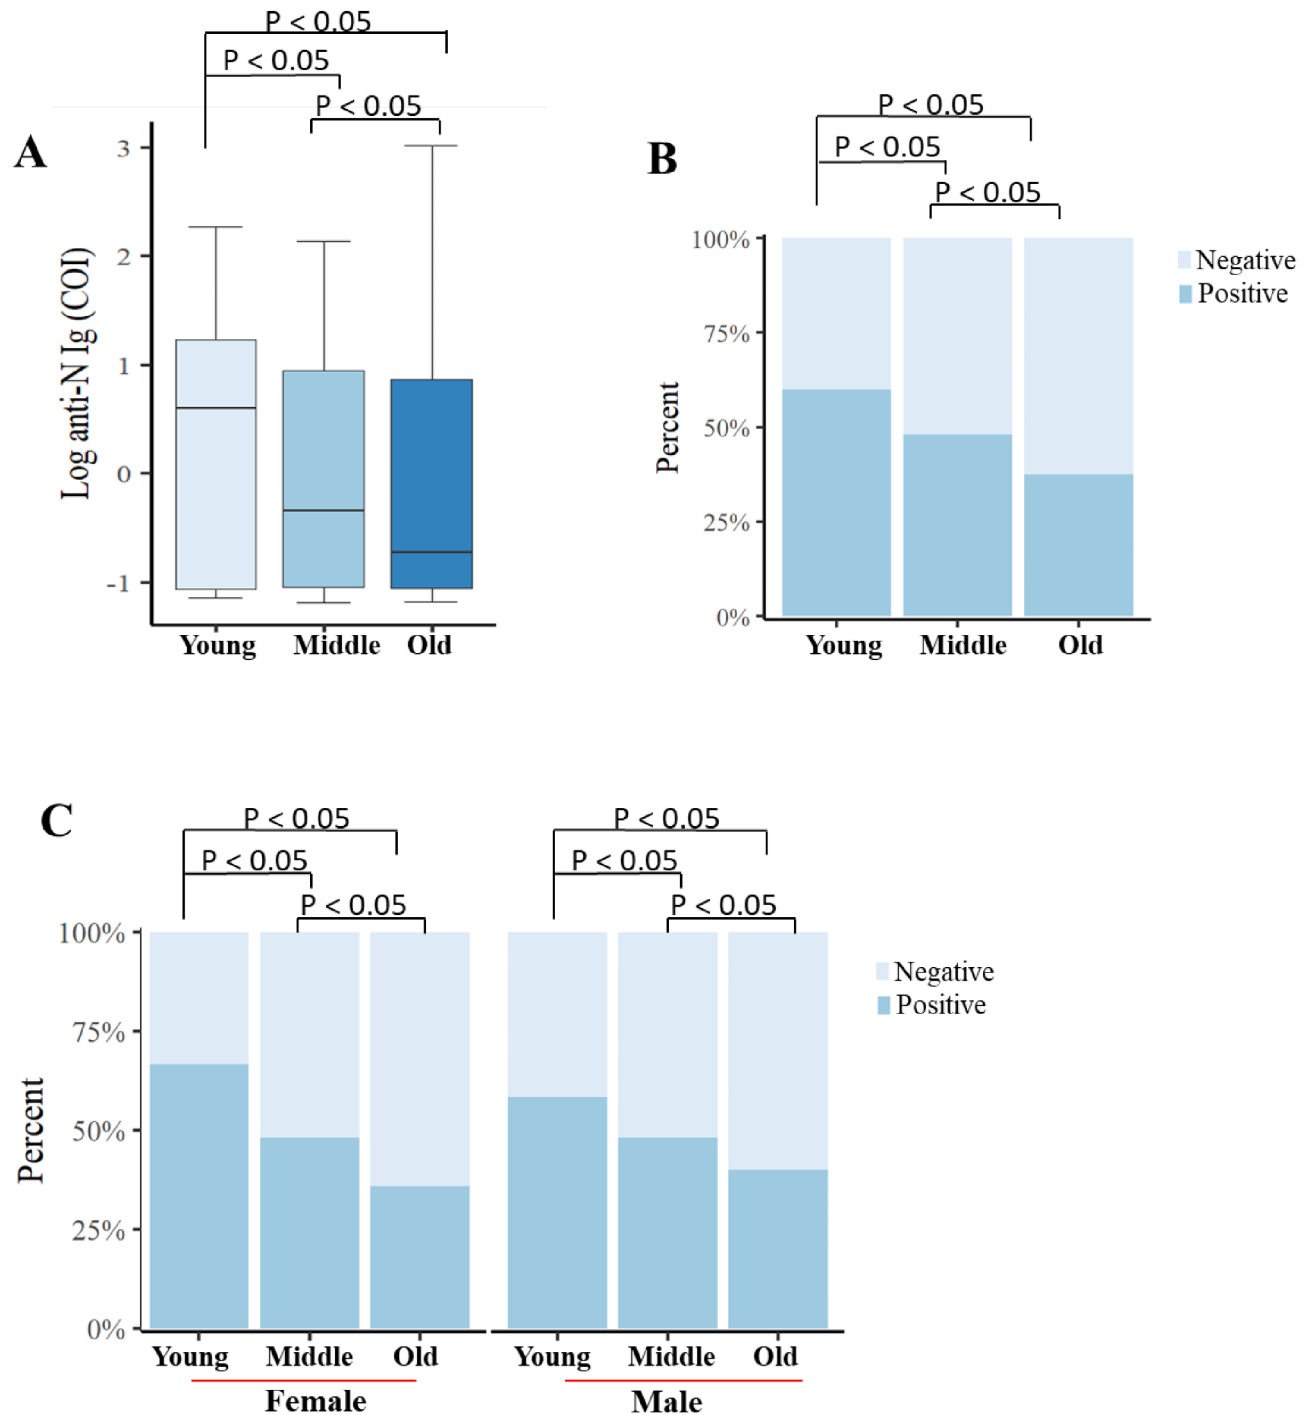 P < 0.05
P < 0.05
P < 0.05
A
3
2
1
0
-1
Log anti-N Ig (COI)
Young Middle Old
B
P < 0.05
P < 0.05
P < 0.05
100%
75%
50%
25%
0%
Percent
Young Middle Old
Negative
Positive
C
P < 0.05
P < 0.05
P < 0.05
P < 0.05
P < 0.05
P < 0.05
100%
75%
50%
25%
0%
Percent
Young Middle Old
Female
Young Middle Old
Male
Negative
Positive